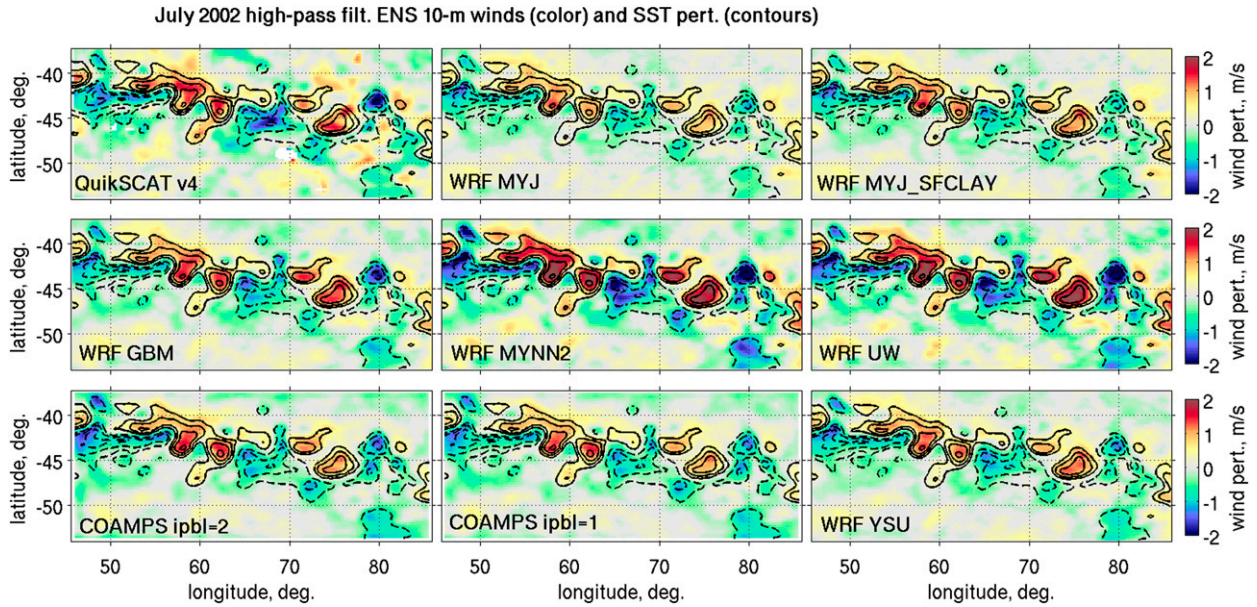 July 2002 high-pass filt. ENS 10-m winds (color) and SST pert. (contours)
latitude, deg.
-40
-45
-50
QuikSCAT v4
WRF MYJ
WRF MYJ_SFCLAY
2
1
0
-1
-2
wind pert., m/s
latitude, deg.
-40
-45
-50
WRF GBM
WRF MYNN2
WRF UW
2
1
0
-1
-2
wind pert., m/s
latitude, deg.
-40
-45
-50
COAMPS ipbl=2
COAMPS ipbl=1
WRF YSU
2
1
0
-1
-2
wind pert., m/s
50 60 70 80 50 60 70 80 50 60 70 80
longitude, deg. longitude, deg. longitude, deg.